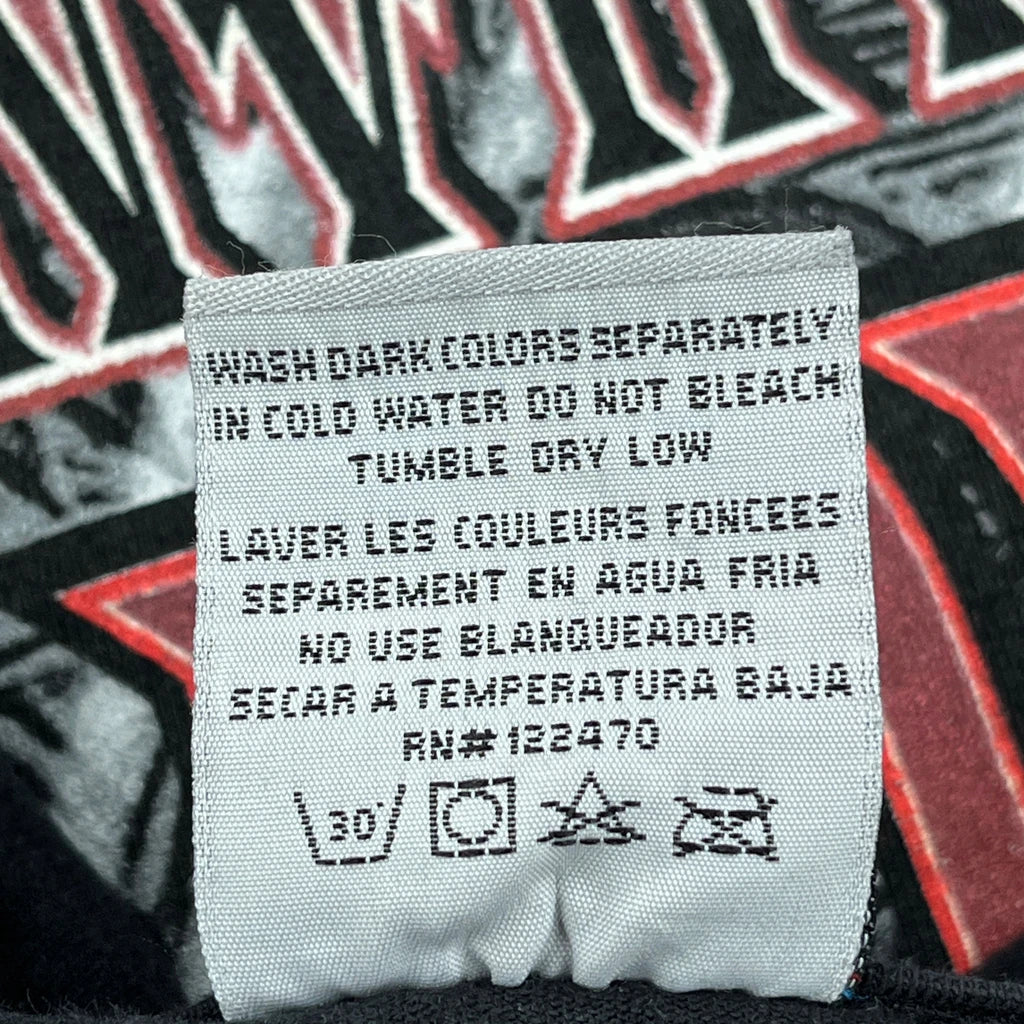 WASH DARK COLORS SEPARATELY
IN COLD WATER DO NOT BLEACH
TUMBLE DRY LOW
LAVER LES COULEURS FONCEES
SEPAREMENT EN AGUA FRIA
NO USE BLANQUEADOR
SECAR A TEMPERATURA BAJA
RN#122470
30°